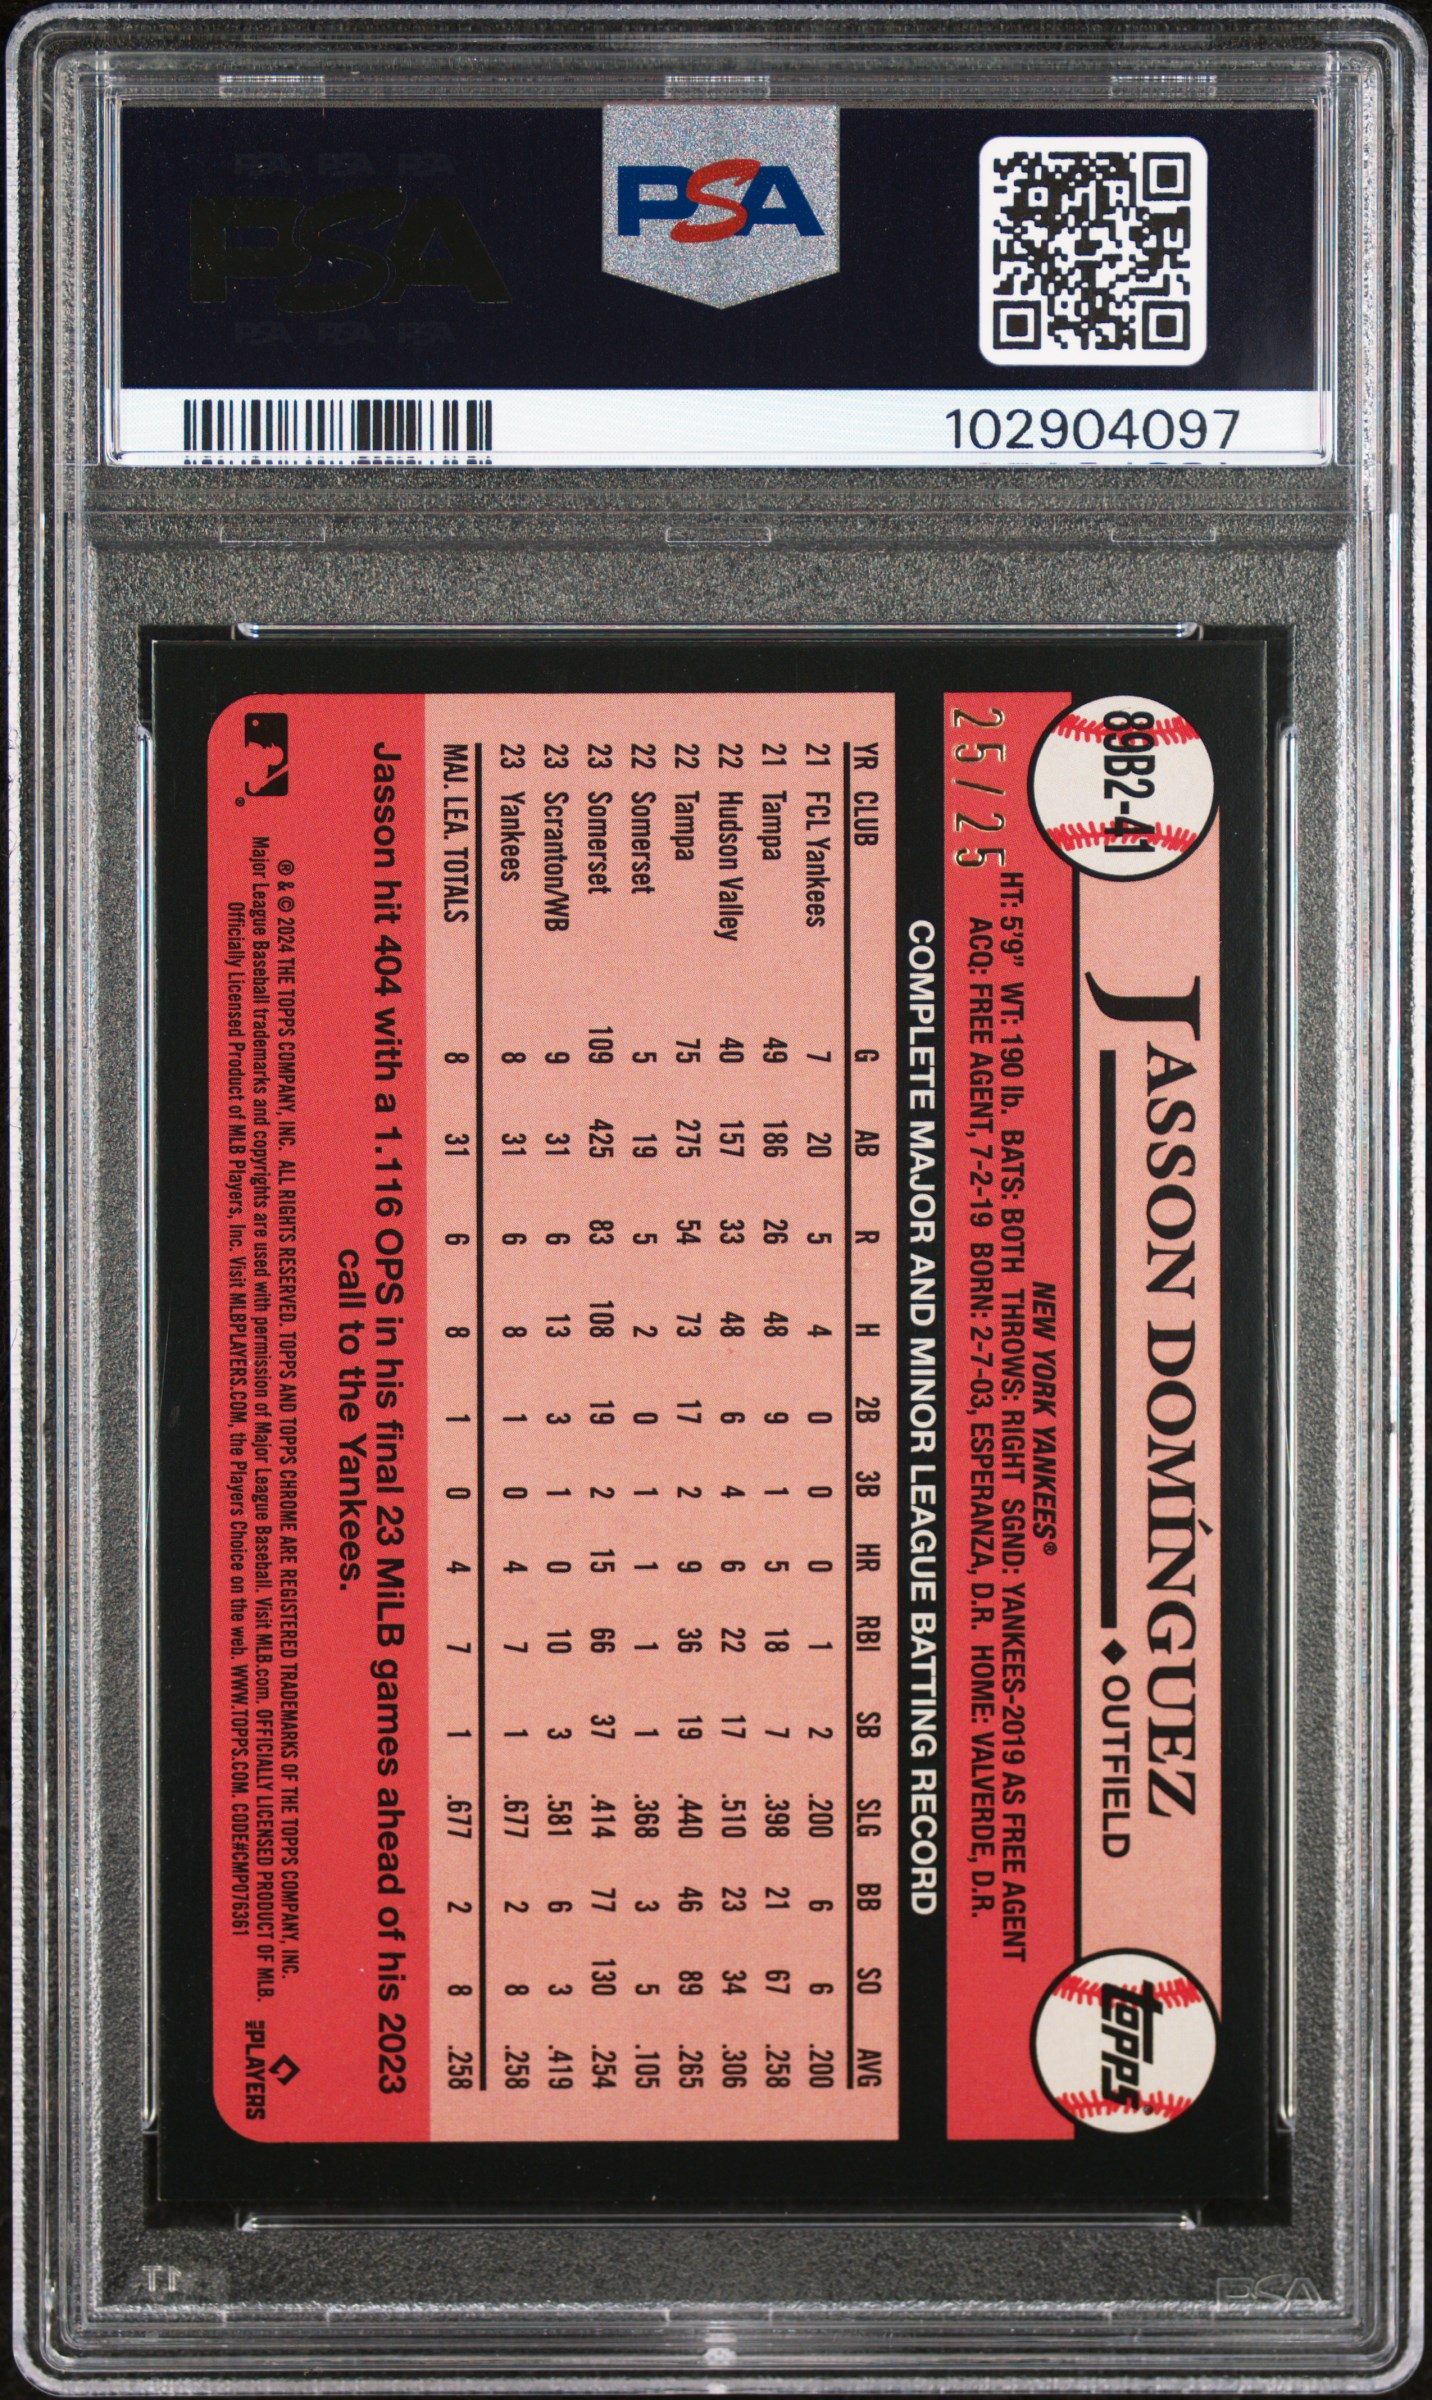 PSA PSA PSA
PSA
PSA PSA PSA
PSA
102904097
89B2-41
JASSON DOMÍNGUEZ
◆OUTFIELD
Topps®
25/25
NEW YORK YANKEES®
HT: 5'9" WT: 190 lb. BATS: BOTH THROWS: RIGHT SGND: YANKEES-2019 AS FREE AGENT
ACQ: FREE AGENT, 7-2-19 BORN: 2-7-03, ESPERANZA, D.R. HOME: VALVERDE, D.R.
COMPLETE MAJOR AND MINOR LEAGUE BATTING RECORD
YR CLUB G AB R H 2B 3B HR RBI SB SLG BB SO AVG
21 FCL Yankees 7 20 5 4 0 0 0 1 2 .200 6 6 .200
21 Tampa 49 186 26 48 9 1 5 18 7 .398 21 67 .258
22 Hudson Valley 40 157 33 48 6 4 6 22 17 .510 23 34 .306
22 Tampa 75 275 54 73 17 2 9 36 19 .440 46 89 .265
22 Somerset 5 19 5 2 0 1 1 1 1 .368 3 5 .105
23 Somerset 109 425 83 108 19 2 15 66 37 .414 77 130 .254
23 Scranton/WB 9 31 6 13 3 1 0 10 3 .581 6 3 .419
23 Yankees 8 31 6 8 1 0 4 7 1 .677 2 8 .258
MAJ. LEA. TOTALS 8 31 6 8 1 0 4 7 1 .677 2 8 .258
Jasson hit .404 with a 1.116 OPS in his final 23 MiLB games ahead of his 2023
call to the Yankees.
® & © 2024 THE TOPPS COMPANY, INC. ALL RIGHTS RESERVED. TOPPS AND TOPPS CHROME ARE REGISTERED TRADEMARKS OF THE TOPPS COMPANY, INC.
Major League Baseball trademarks and copyrights are used with permission of Major League Baseball. Visit MLB.com. OFFICIALLY LICENSED PRODUCT OF MLB.
Officially Licensed Product of MLB Players, Inc. Visit MLBPLAYERS.COM, the Players Choice on the web. WWW.TOPPS.COM. CODE#CMP076361
MLB PLAYERS
T1
PSA